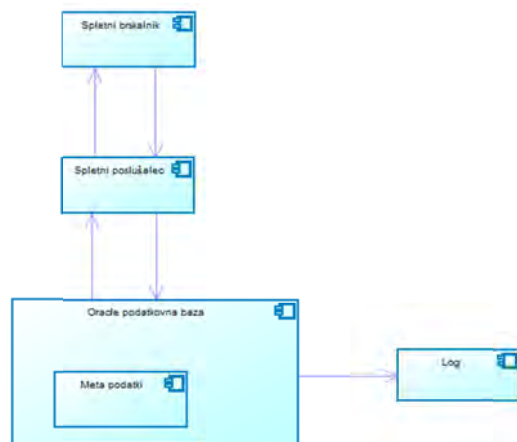 Spletni brskalnik
Spletni poslušalec
Oracle podatkovna baza
Meta podatki
Log